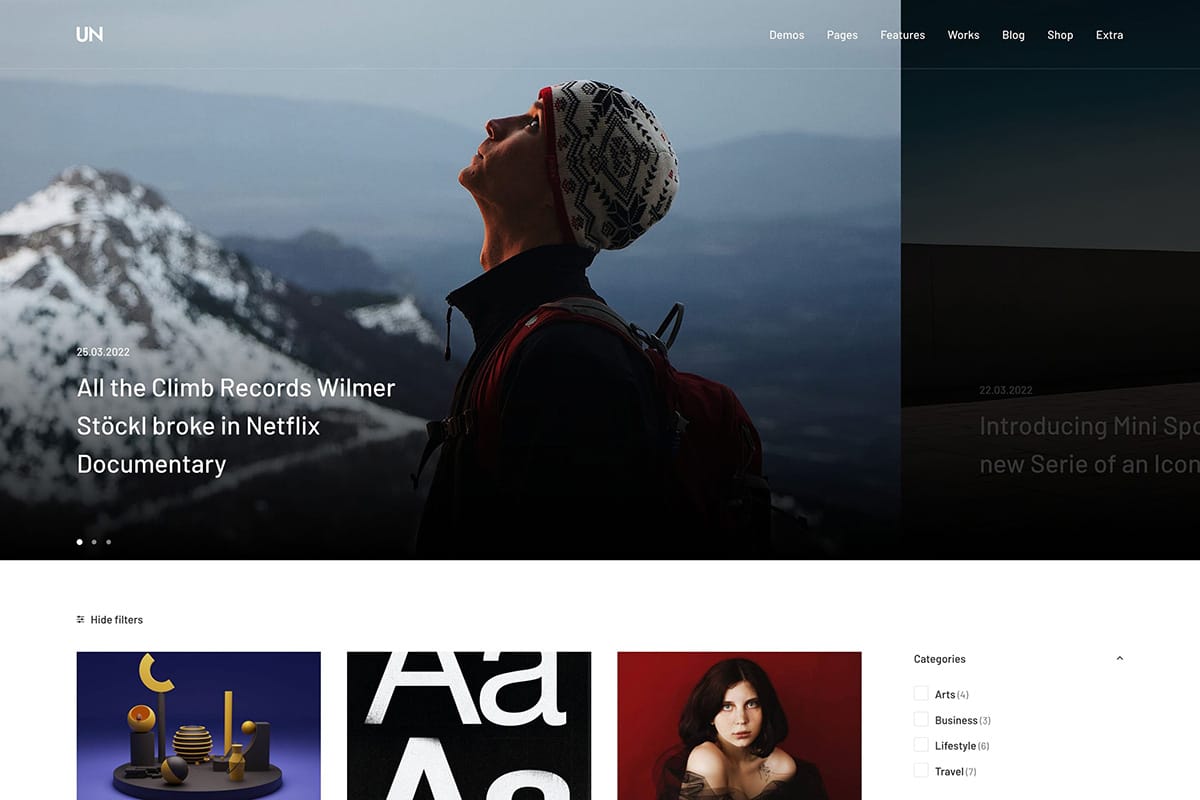 UN
Demos Pages Features Works Blog Shop Extra
25.03.2022
All the Climb Records Wilmer
Stöckl broke in Netflix
Documentary
22.03.2022
Introducing Mini Spo
new Serie of an Icon
Hide filters
Aa
Aa
Categories
Arts (4)
Business (3)
Lifestyle (6)
Travel (7)